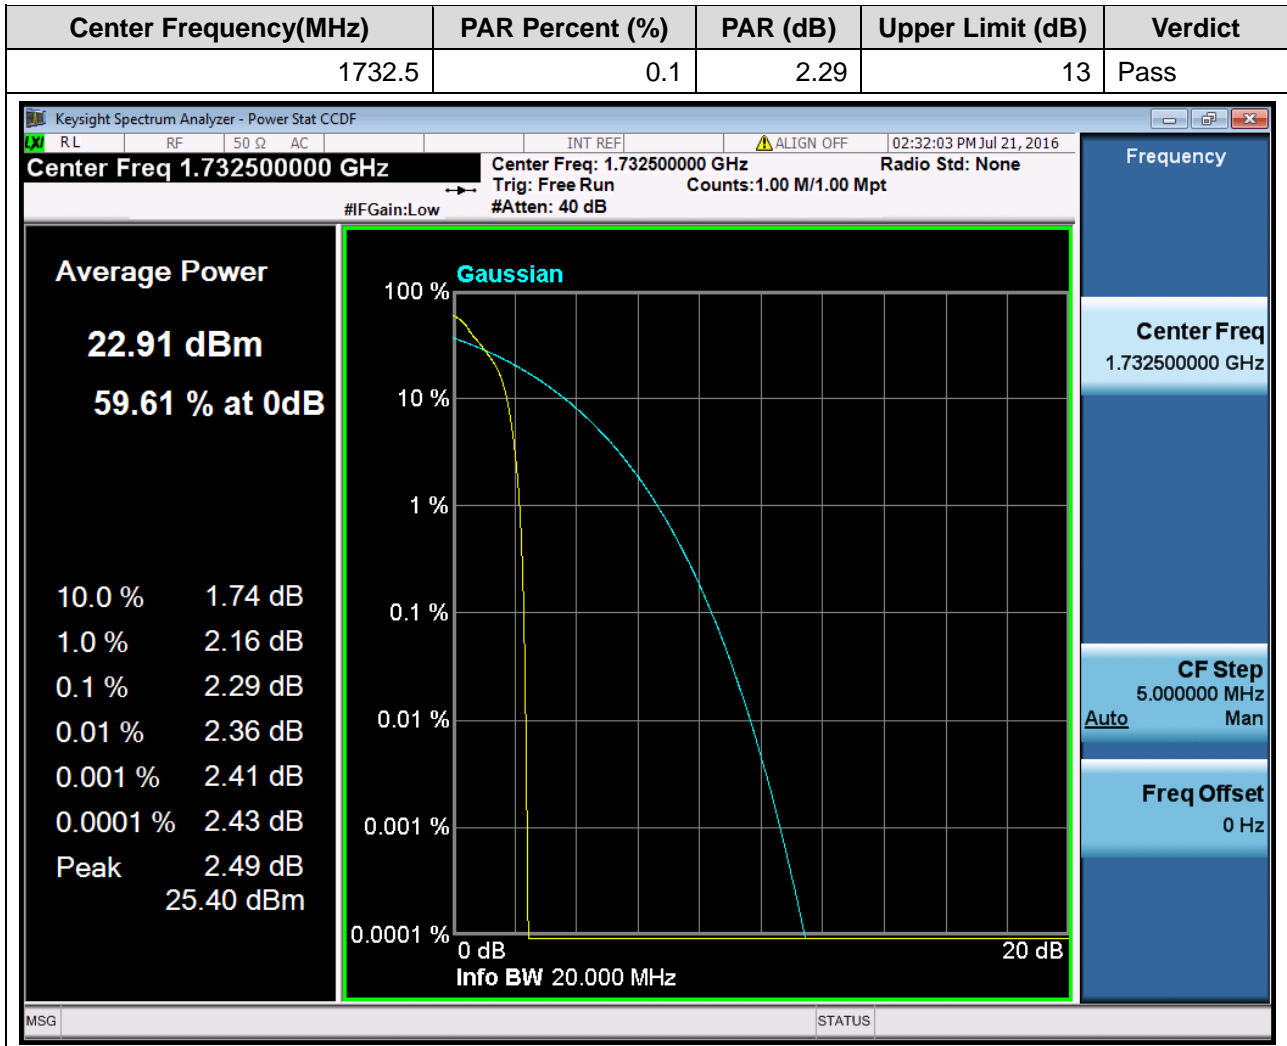 Center Frequency(MHz) PAR Percent (%) PAR (dB) Upper Limit (dB) Verdict
1732.5 0.1 2.29 13 Pass
Keysight Spectrum Analyzer - Power Stat CCDF
LXI RL RF 50 Ω AC INT REF ALIGN OFF 02:32:03 PM Jul 21, 2016
Center Freq 1.732500000 GHz
Center Freq: 1.732500000 GHz Radio Std: None
Trig: Free Run Counts:1.00 M/1.00 Mpt
#IFGain:Low #Atten: 40 dB
Average Power
22.91 dBm
59.61 % at 0dB
10.0 % 1.74 dB
1.0 % 2.16 dB
0.1 % 2.29 dB
0.01 % 2.36 dB
0.001 % 2.41 dB
0.0001 % 2.43 dB
Peak 2.49 dB
25.40 dBm
Gaussian
100 %
10 %
1 %
0.1 %
0.01 %
0.001 %
0.0001 %
0 dB 20 dB
Info BW 20.000 MHz
Frequency
Center Freq
1.732500000 GHz
CF Step
5.000000 MHz
Auto Man
Freq Offset
0 Hz
MSG STATUS